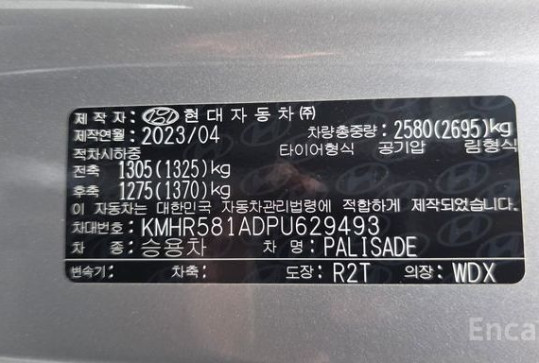 제작자: 현대자동차(주)
제작연월: 2023/04 차량총중량: 2580(2695)kg
적차시하중 타이어형식 공기압 림형식
전축 1305(1325)kg
후축 1275(1370)kg
이 자동차는 대한민국 자동차관리법령에 적합하게 제작되었습니다.
차대번호: KMHR581ADPU629493
차 종: 승용차 차 명: PALISADE
변속기: 차축: 도장: R2T 의장: WDX
Enca